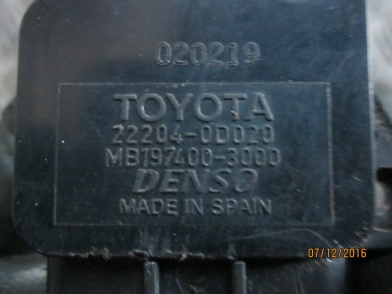 020219
TOYOTA
22204-0D020
MB197400-3000
DENSO
MADE IN SPAIN
07/12/2016